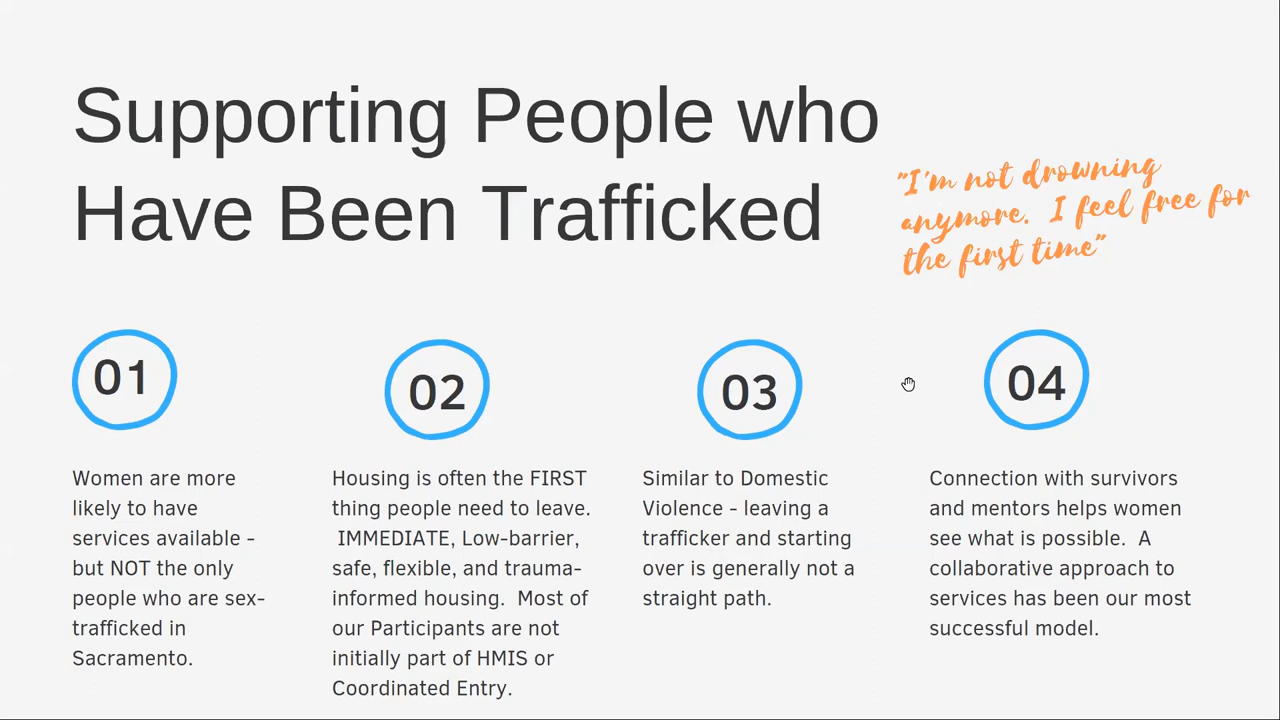 Supporting People who
Have Been Trafficked
"I'm not drowning
anymore.  I feel free for
the first time"
01
Women are more
likely to have
services available -
but NOT the only
people who are sex-
trafficked in
Sacramento.
02
Housing is often the FIRST
thing people need to leave.
IMMEDIATE, Low-barrier,
safe, flexible, and trauma-
informed housing.  Most of
our Participants are not
initially part of HMIS or
Coordinated Entry.
03
Similar to Domestic
Violence - leaving a
trafficker and starting
over is generally not a
straight path.
04
Connection with survivors
and mentors helps women
see what is possible.  A
collaborative approach to
services has been our most
successful model.